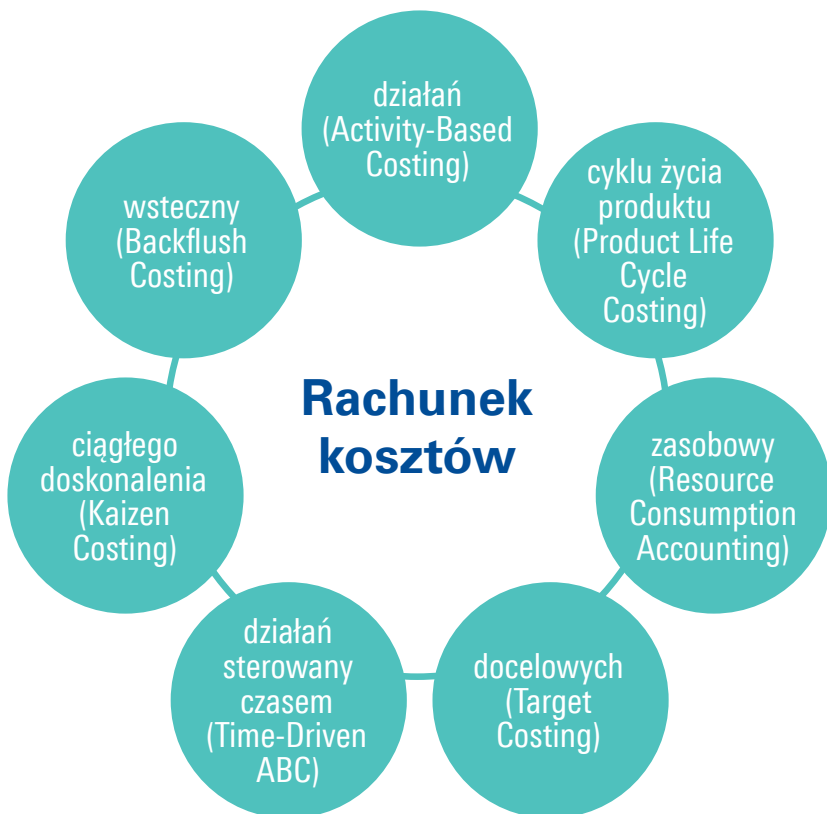 działań
(Activity-Based
Costing)
cyklu życia
produktu
(Product Life
Cycle
Costing)
zasobowy
(Resource
Consumption
Accounting)
docelowych
(Target
Costing)
działań
sterowany
czasem
(Time-Driven
ABC)
ciągłego
doskonalenia
(Kaizen
Costing)
wsteczny
(Backflush
Costing)
Rachunek
kosztów